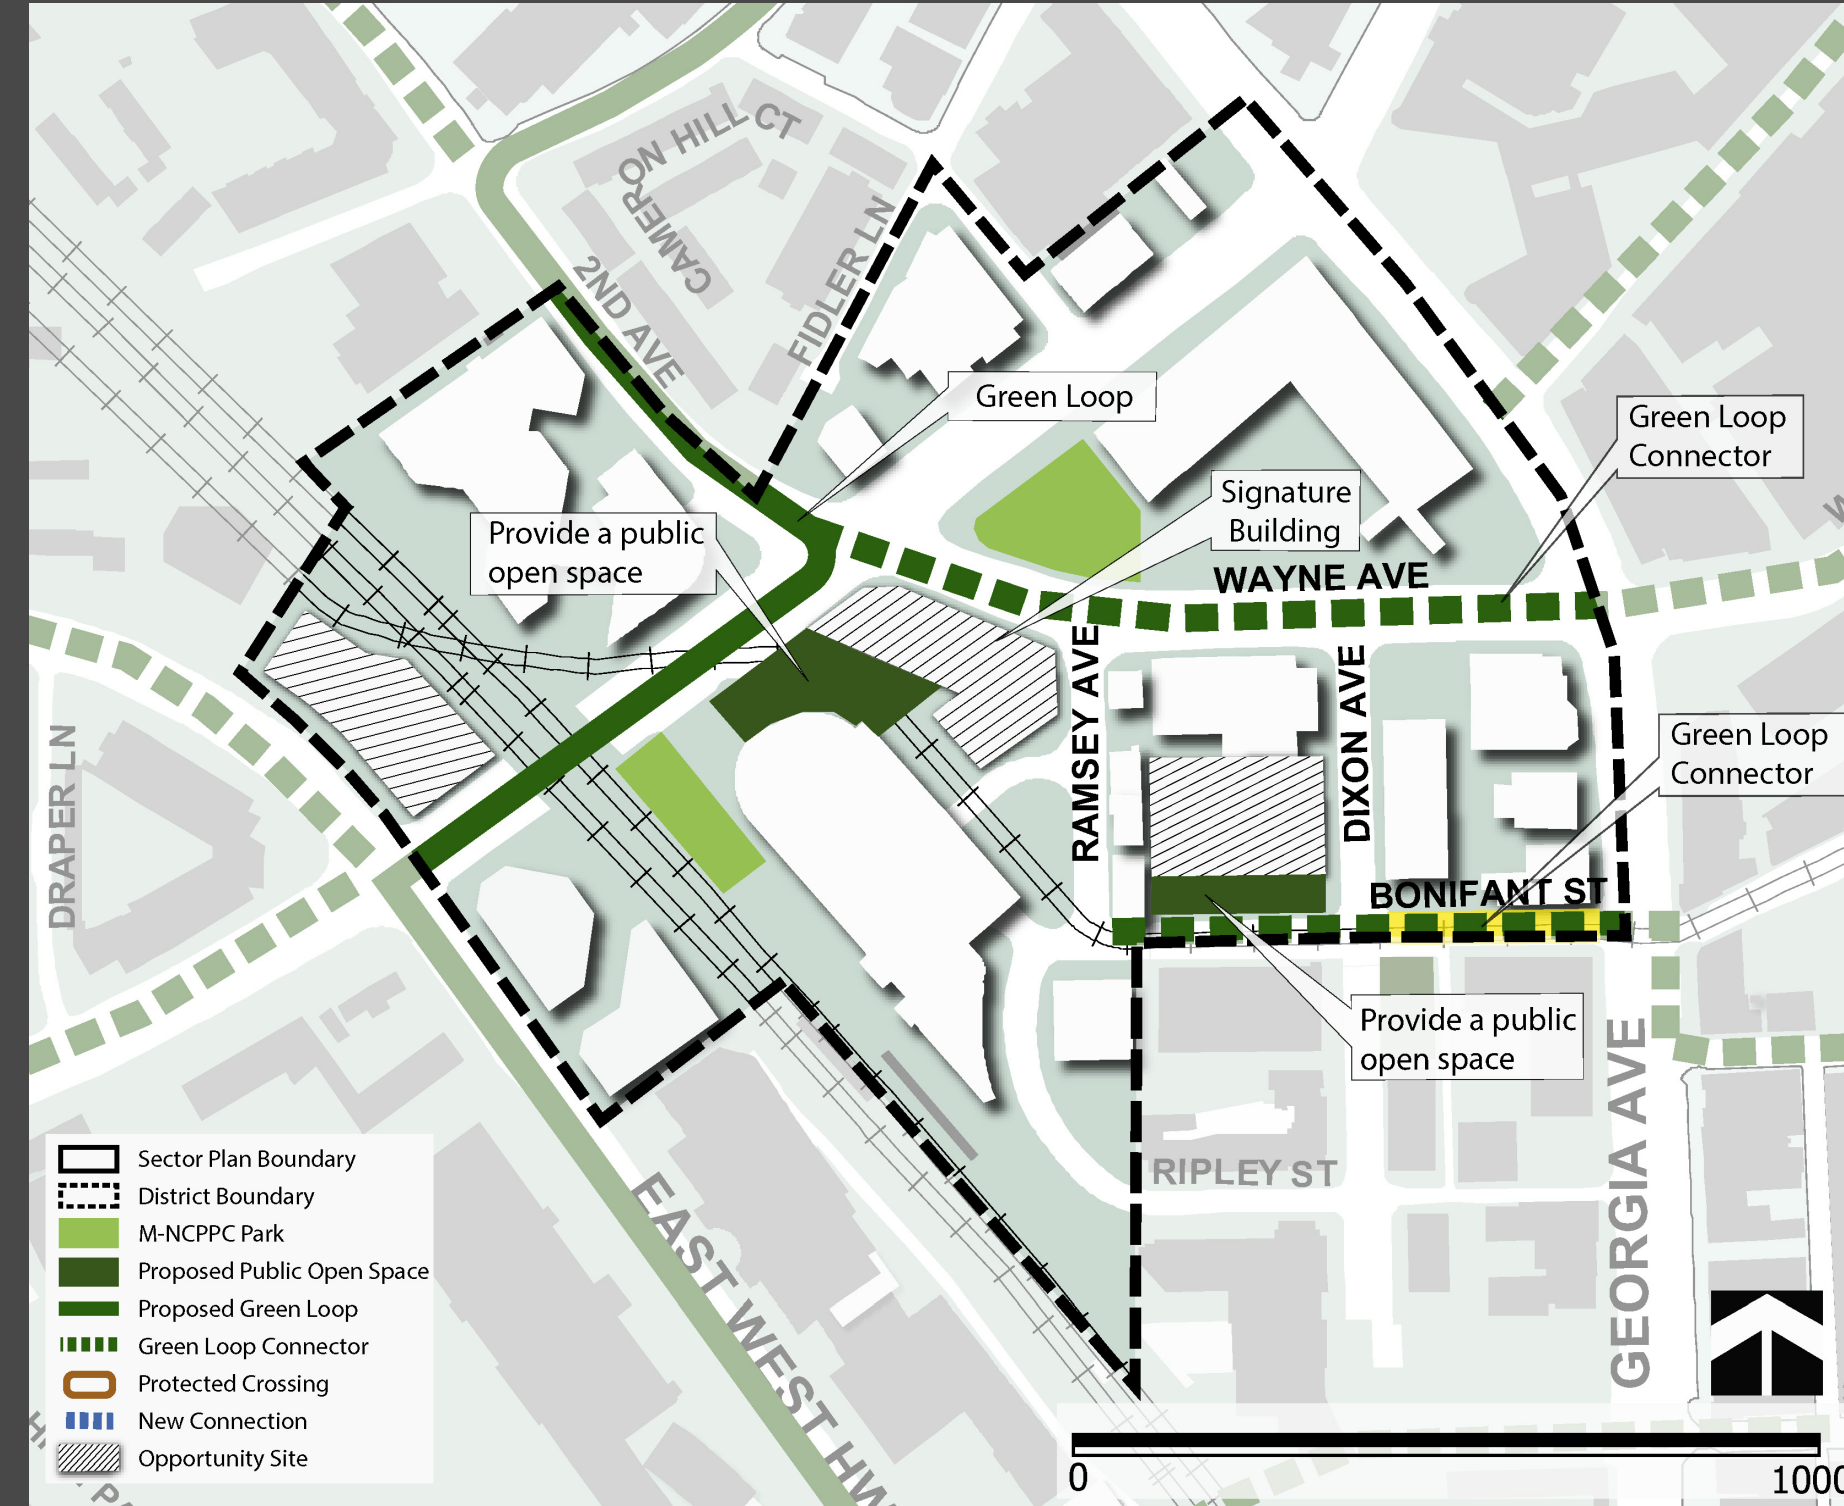 CAMERON HILL CT
2ND AVE
FIDLER LN
Green Loop
Green Loop
Connector
Signature
Building
Provide a public
open space
WAYNE AVE
RAMSEY AVE
DIXON AVE
DRAPER LN
Green Loop
Connector
BONIFANT ST
Provide a public
open space
RIPLEY ST
GEORGIA AVE
EAST WEST HW
Sector Plan Boundary
District Boundary
M-NCPPC Park
Proposed Public Open Space
Proposed Green Loop
Green Loop Connector
Protected Crossing
New Connection
Opportunity Site
0
1000